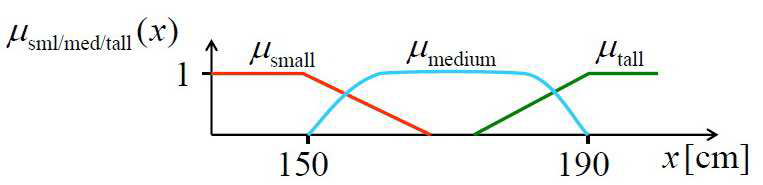 μsml/med/tall(x)
μsmall μmedium μtall
1
150 190 x[cm]